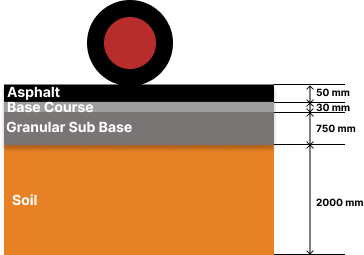 Asphalt
50 mm
Base Course
30 mm
Granular Sub Base
750 mm
Soil
2000 mm